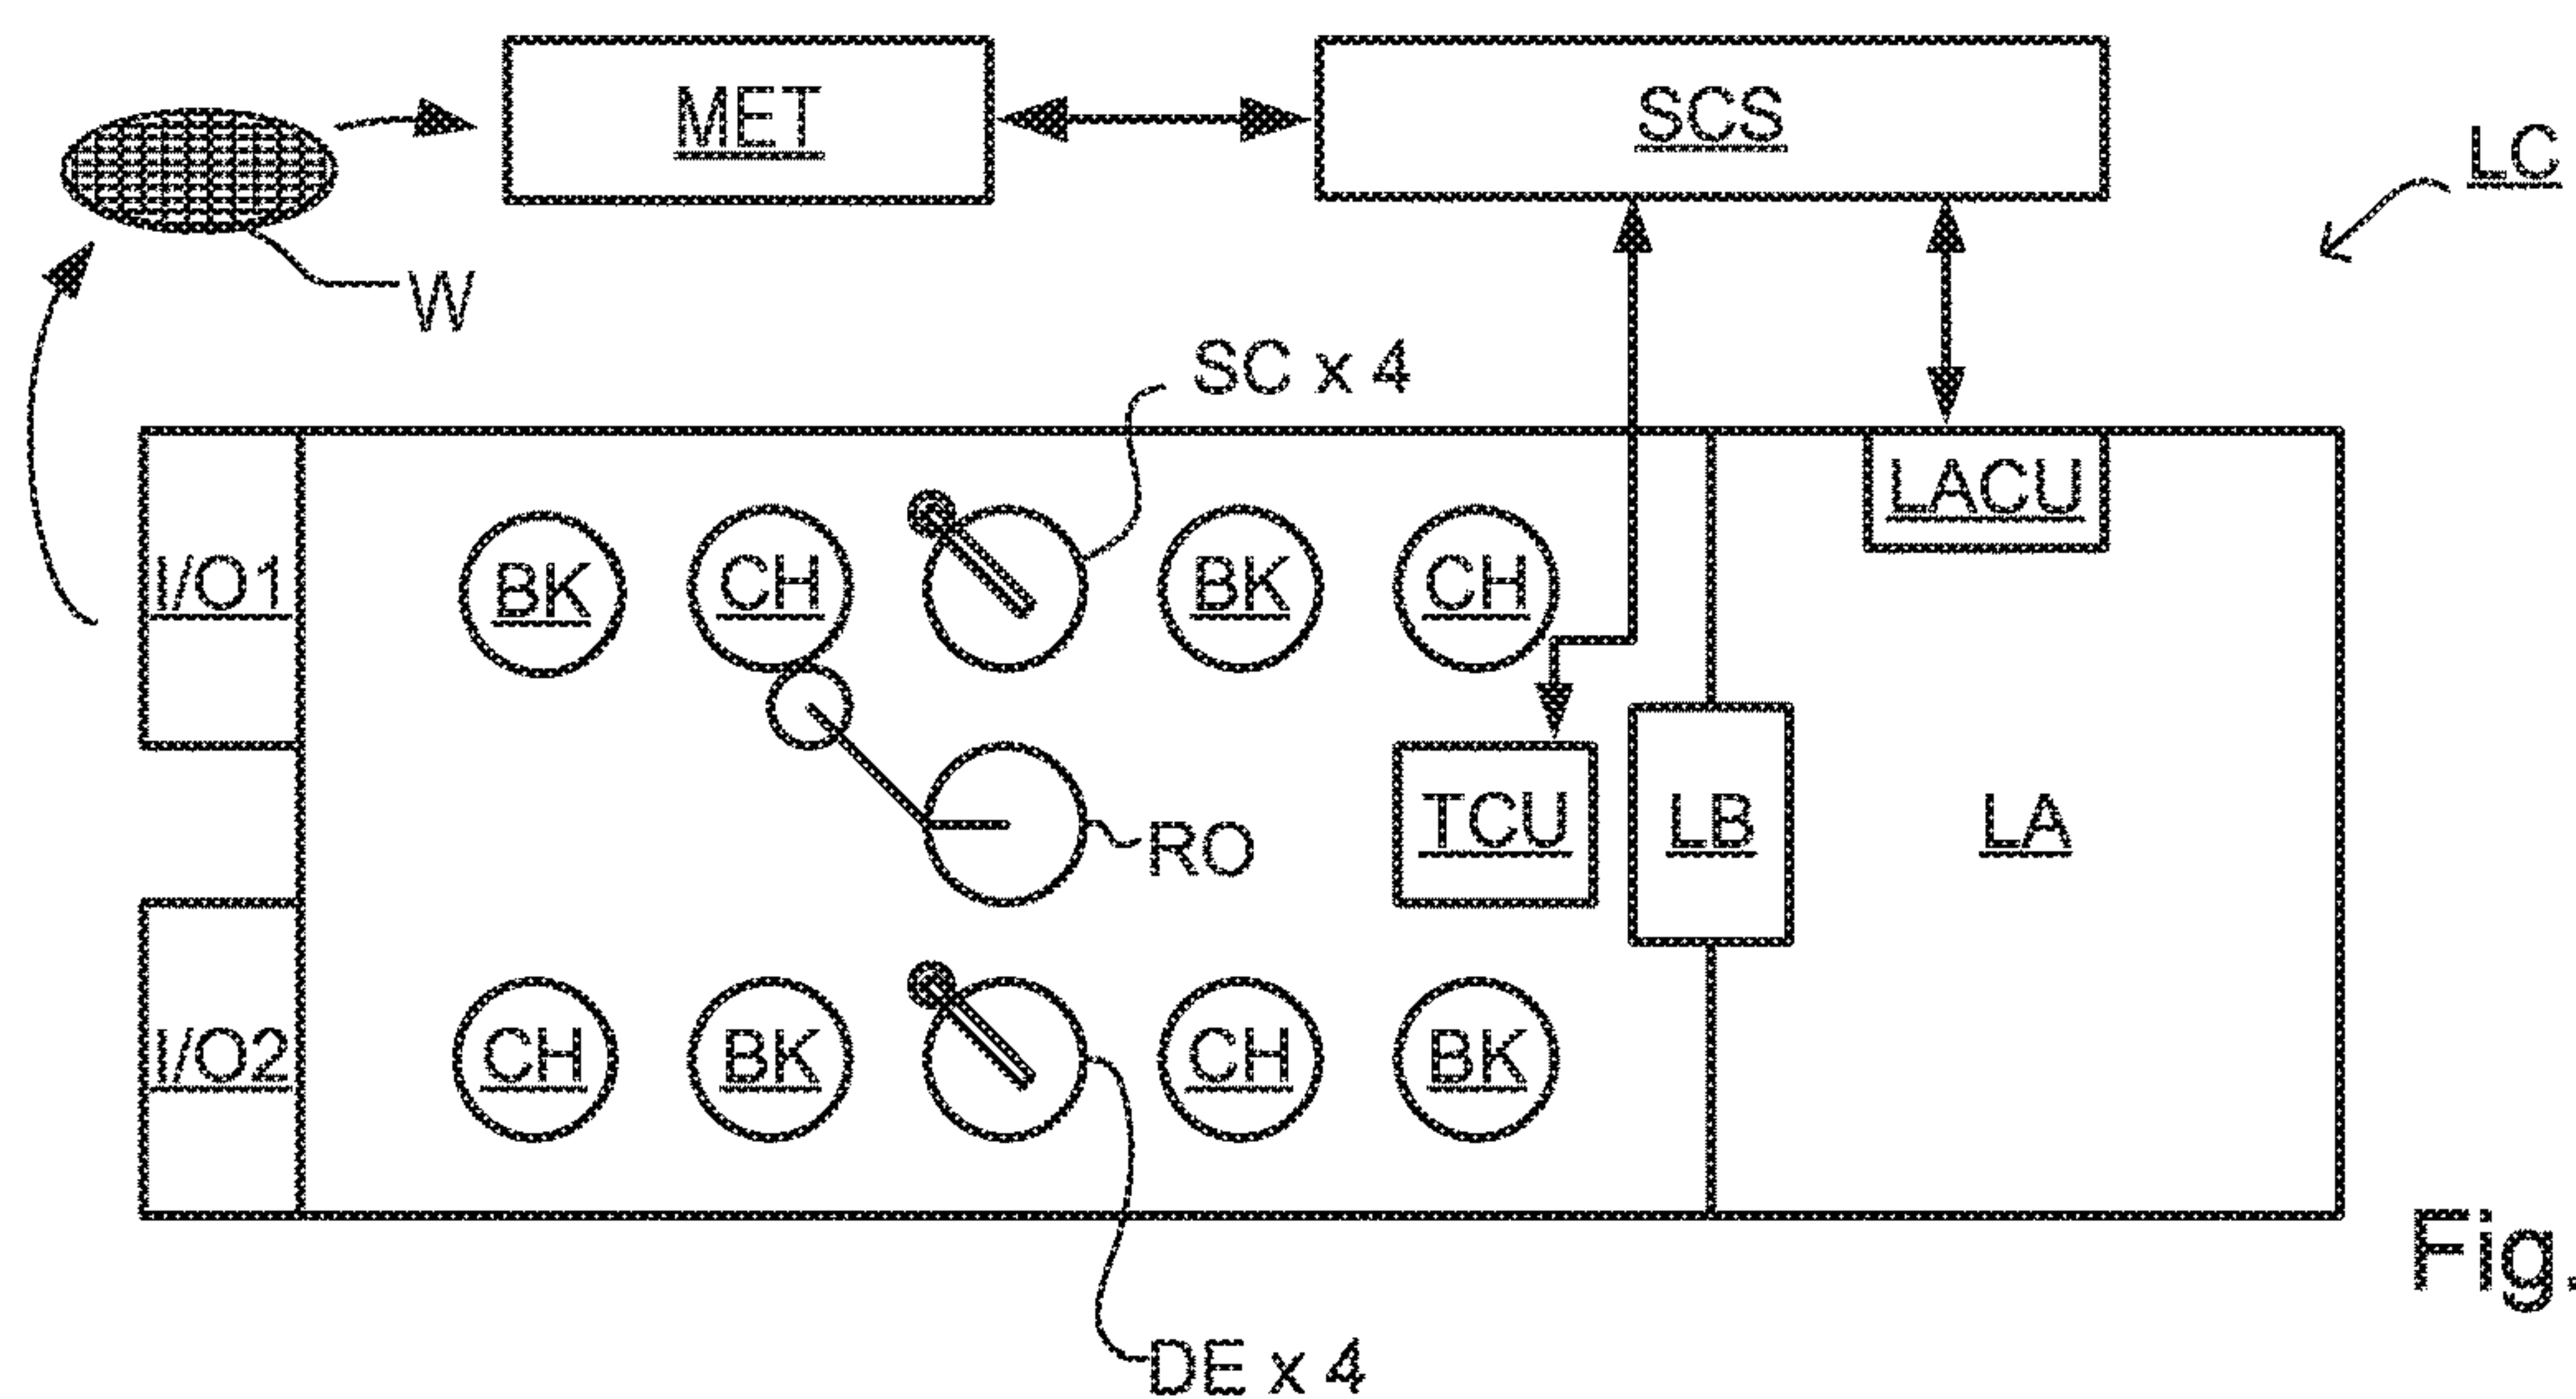 MET
SCS
LC
W
SC x 4
LACU
I/O1
BK
CH
BK
CH
RO
TCU
LB
LA
I/O2
CH
BK
CH
BK
DE x 4
Fig.